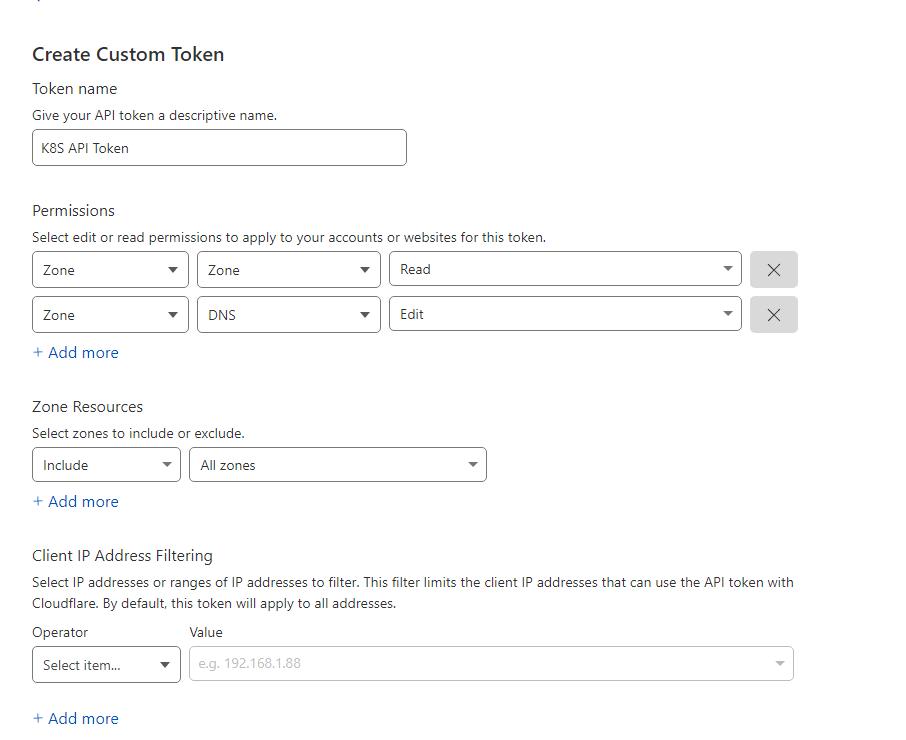 Create Custom Token
Token name
Give your API token a descriptive name.
K8S API Token
Permissions
Select edit or read permissions to apply to your accounts or websites for this token.
Zone Zone Read
Zone DNS Edit
+ Add more
Zone Resources
Select zones to include or exclude.
Include All zones
+ Add more
Client IP Address Filtering
Select IP addresses or ranges of IP addresses to filter. This filter limits the client IP addresses that can use the API token with
Cloudflare. By default, this token will apply to all addresses.
Operator Value
Select item... e.g. 192.168.1.88
+ Add more